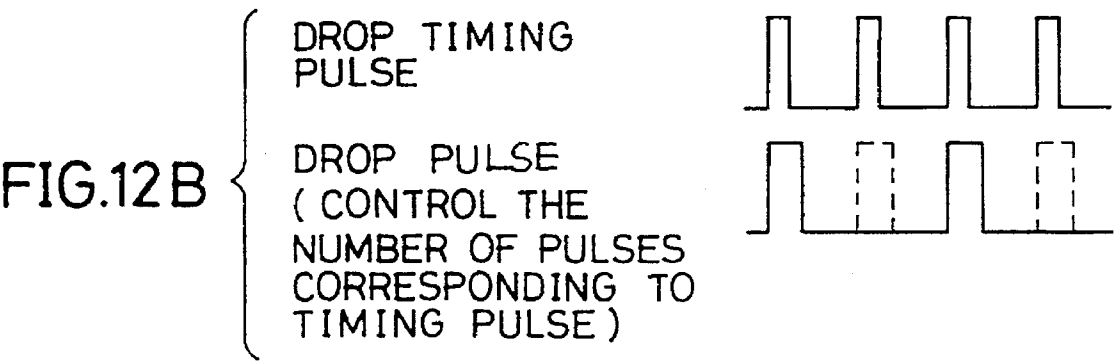 FIG.12B
DROP TIMING
PULSE
DROP PULSE
( CONTROL THE
NUMBER OF PULSES
CORRESPONDING TO
TIMING PULSE )